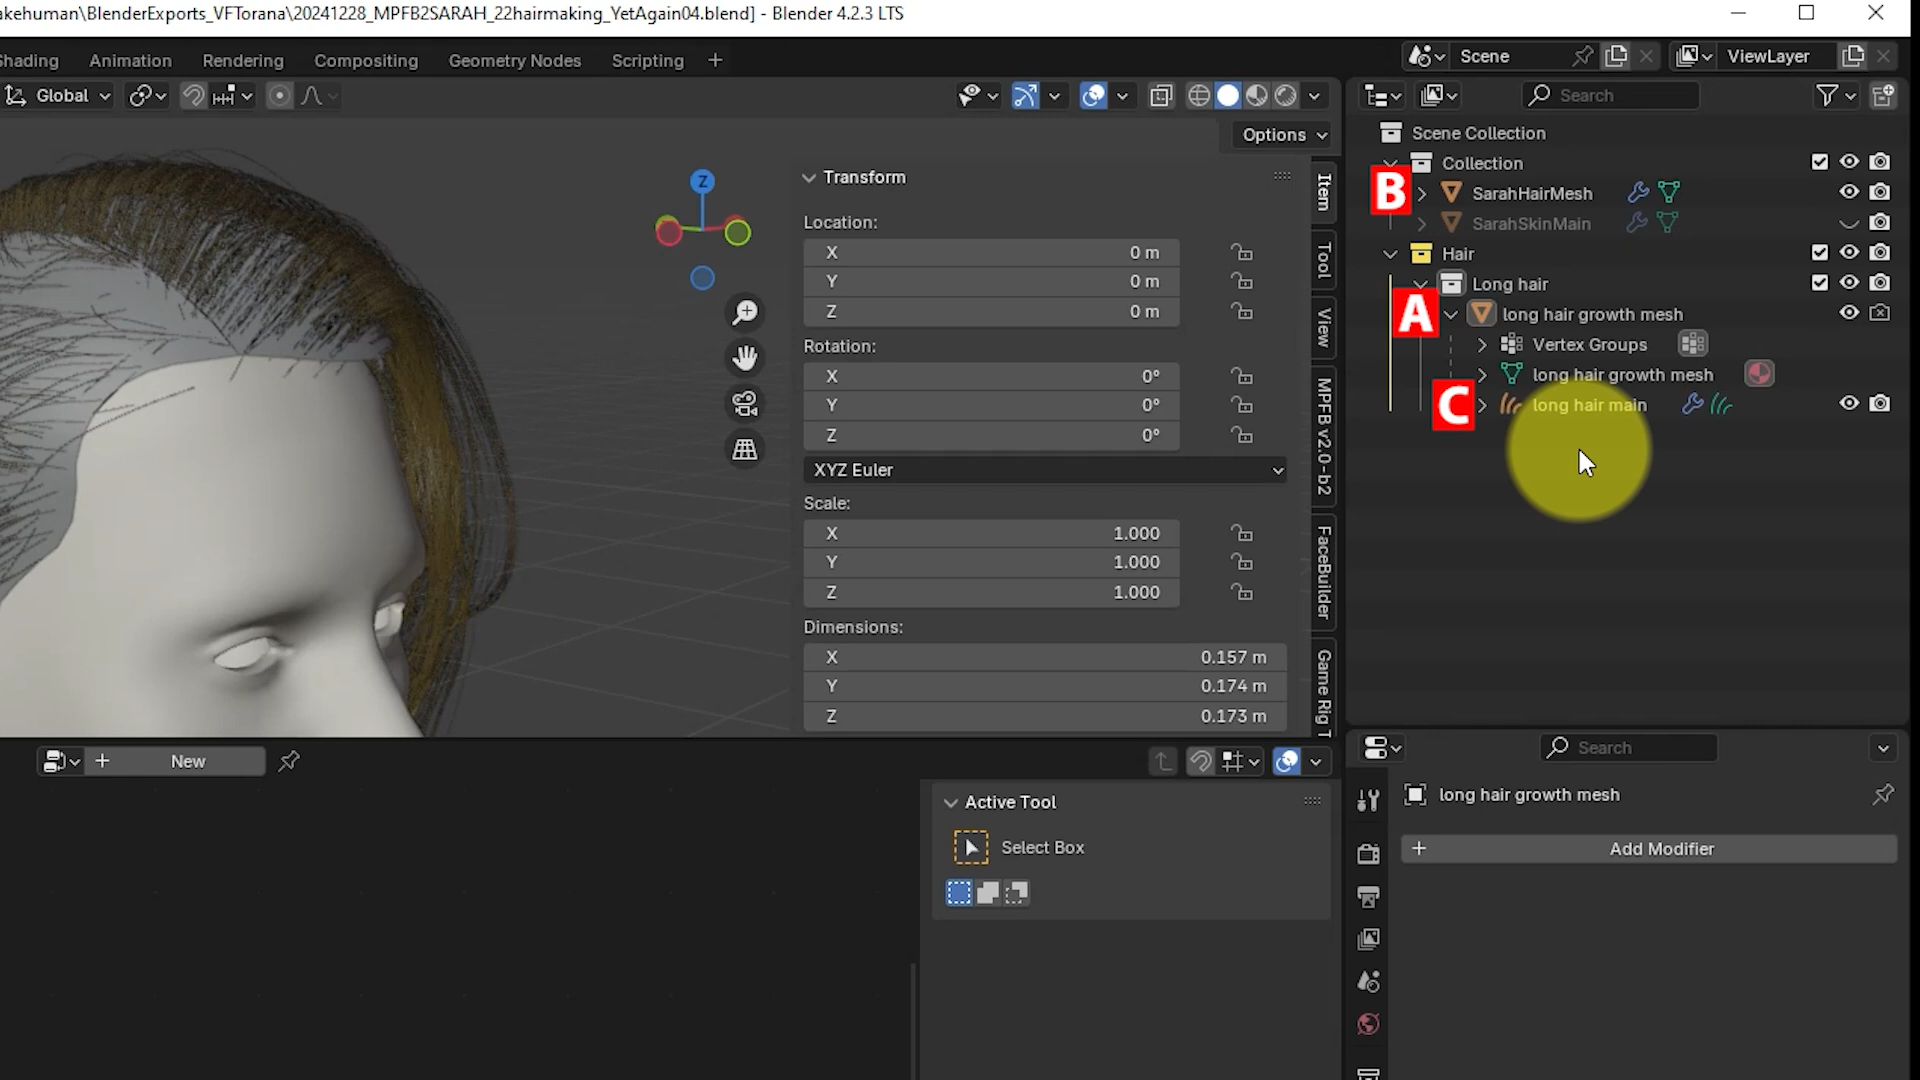 akehuman\BlenderExports_VFTorana\20241228_MPFB2SARAH_22hairmaking_YetAgain04.blend] - Blender 4.2.3 LTS
Shading Animation Rendering Compositing Geometry Nodes Scripting +
Scene
ViewLayer
Global
Search
Options
Scene Collection
Collection
B
SarahHairMesh
SarahSkinMain
Hair
Long hair
A
long hair growth mesh
Vertex Groups
long hair growth mesh
C
long hair main
Z
Transform
Location:
X 0 m
Y 0 m
Z 0 m
Rotation:
X 0°
Y 0°
Z 0°
XYZ Euler
Scale:
X 1.000
Y 1.000
Z 1.000
Dimensions:
X 0.157 m
Y 0.174 m
Z 0.173 m
Item
Tool
View
MPFB v2.0-b2
FaceBuilder
Game Rig T
+ New
Active Tool
Select Box
Search
long hair growth mesh
+ Add Modifier